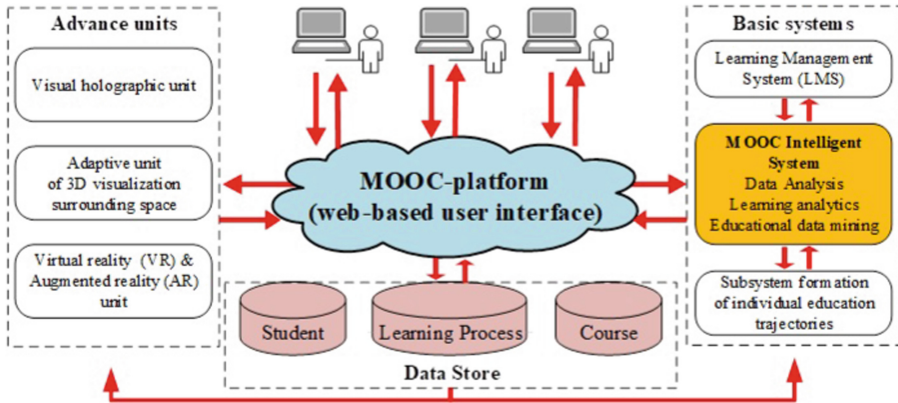 Advance units
Visual holographic unit
Adaptive unit
of 3D visualization
surrounding space
Virtual reality (VR) &
Augmented reality (AR)
unit
MOOC-platform
(web-based user interface)
Student
Learning Process
Course
Data Store
Basic systems
Learning Management
System (LMS)
MOOC Intelligent
System
Data Analysis
Learning analytics
Educational data mining
Subsystem formation
of individual education
trajectories